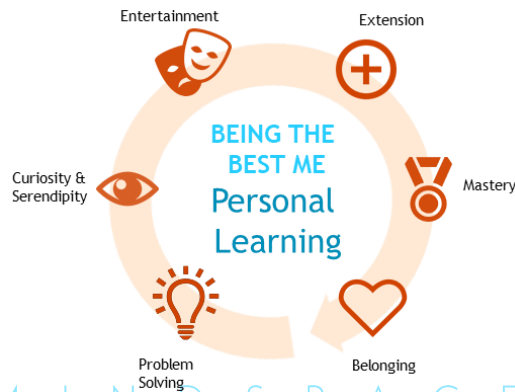 Entertainment
Extension
BEING THE
BEST ME
Personal
Learning
Curiosity &
Serendipity
Mastery
Problem
Solving
Belonging